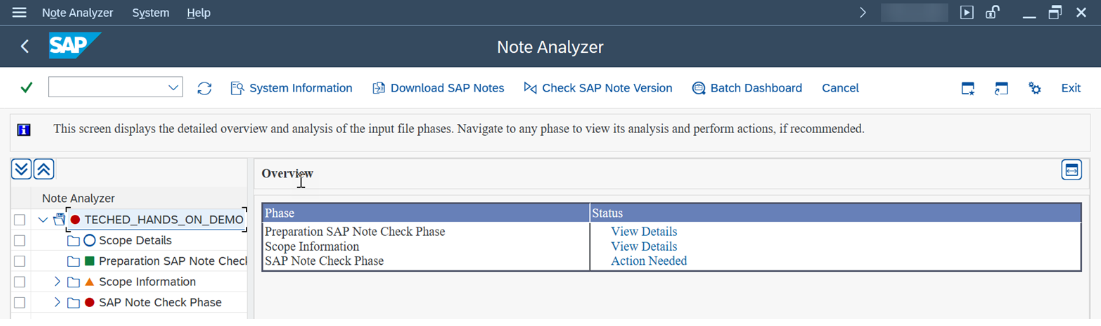 Note Analyzer System Help
SAP Note Analyzer
System Information Download SAP Notes Check SAP Note Version Batch Dashboard Cancel Exit
This screen displays the detailed overview and analysis of the input file phases. Navigate to any phase to view its analysis and perform actions, if recommended.
Overview
Note Analyzer
TECHED_HANDS_ON_DEMO
Scope Details
Preparation SAP Note Chec
Scope Information
SAP Note Check Phase
Phase Status
Preparation SAP Note Check Phase View Details
Scope Information View Details
SAP Note Check Phase Action Needed